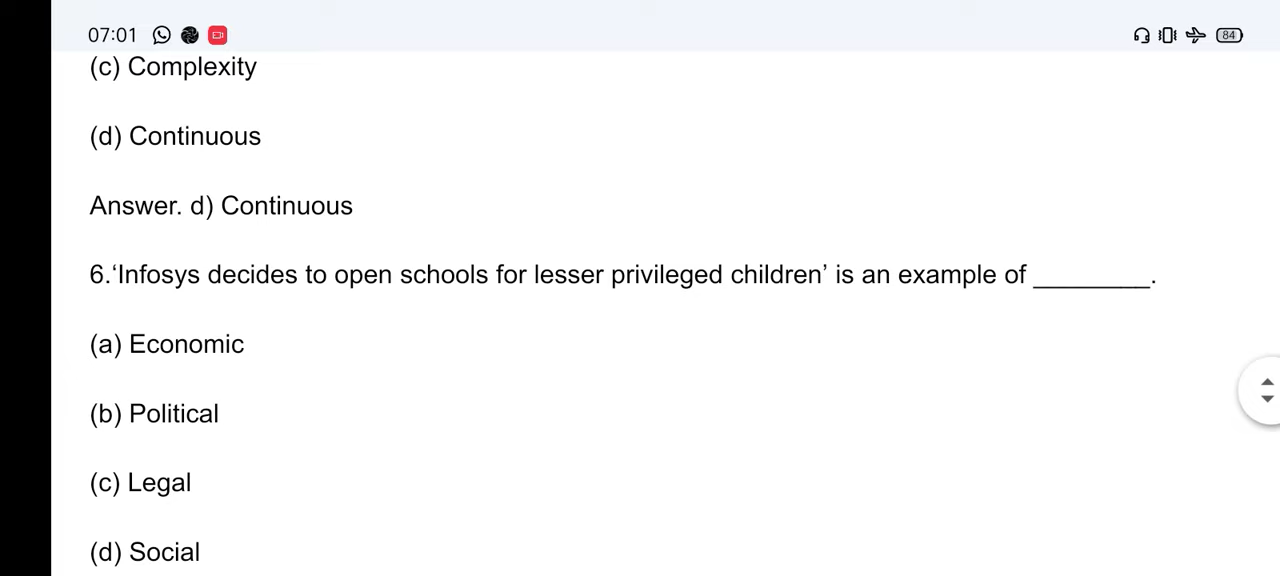 07:01
84
(c) Complexity
(d) Continuous
Answer. d) Continuous
6.‘Infosys decides to open schools for lesser privileged children’ is an example of ________.
(a) Economic
(b) Political
(c) Legal
(d) Social